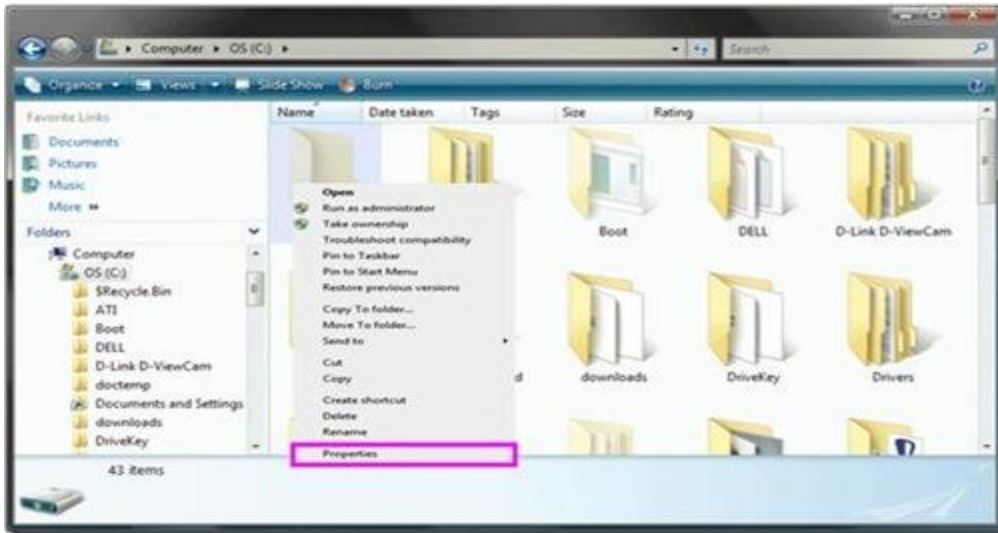 Computer ▸ OS (C:) ▸
Search
Organize Views Slide Show Burn
Favorite Links
Documents
Pictures
Music
More »
Folders
Computer
OS (C:)
$Recycle.Bin
ATI
Boot
DELL
D-Link D-ViewCam
doctemp
Documents and Settings
downloads
DriveKey
Name Date taken Tags Size Rating
Boot DELL D-Link D-ViewCam
d downloads DriveKey Drivers
Open
Run as administrator
Take ownership
Troubleshoot compatibility
Pin to Taskbar
Pin to Start Menu
Restore previous versions
Copy To folder...
Move To folder...
Send to
Cut
Copy
Create shortcut
Delete
Rename
Properties
43 items